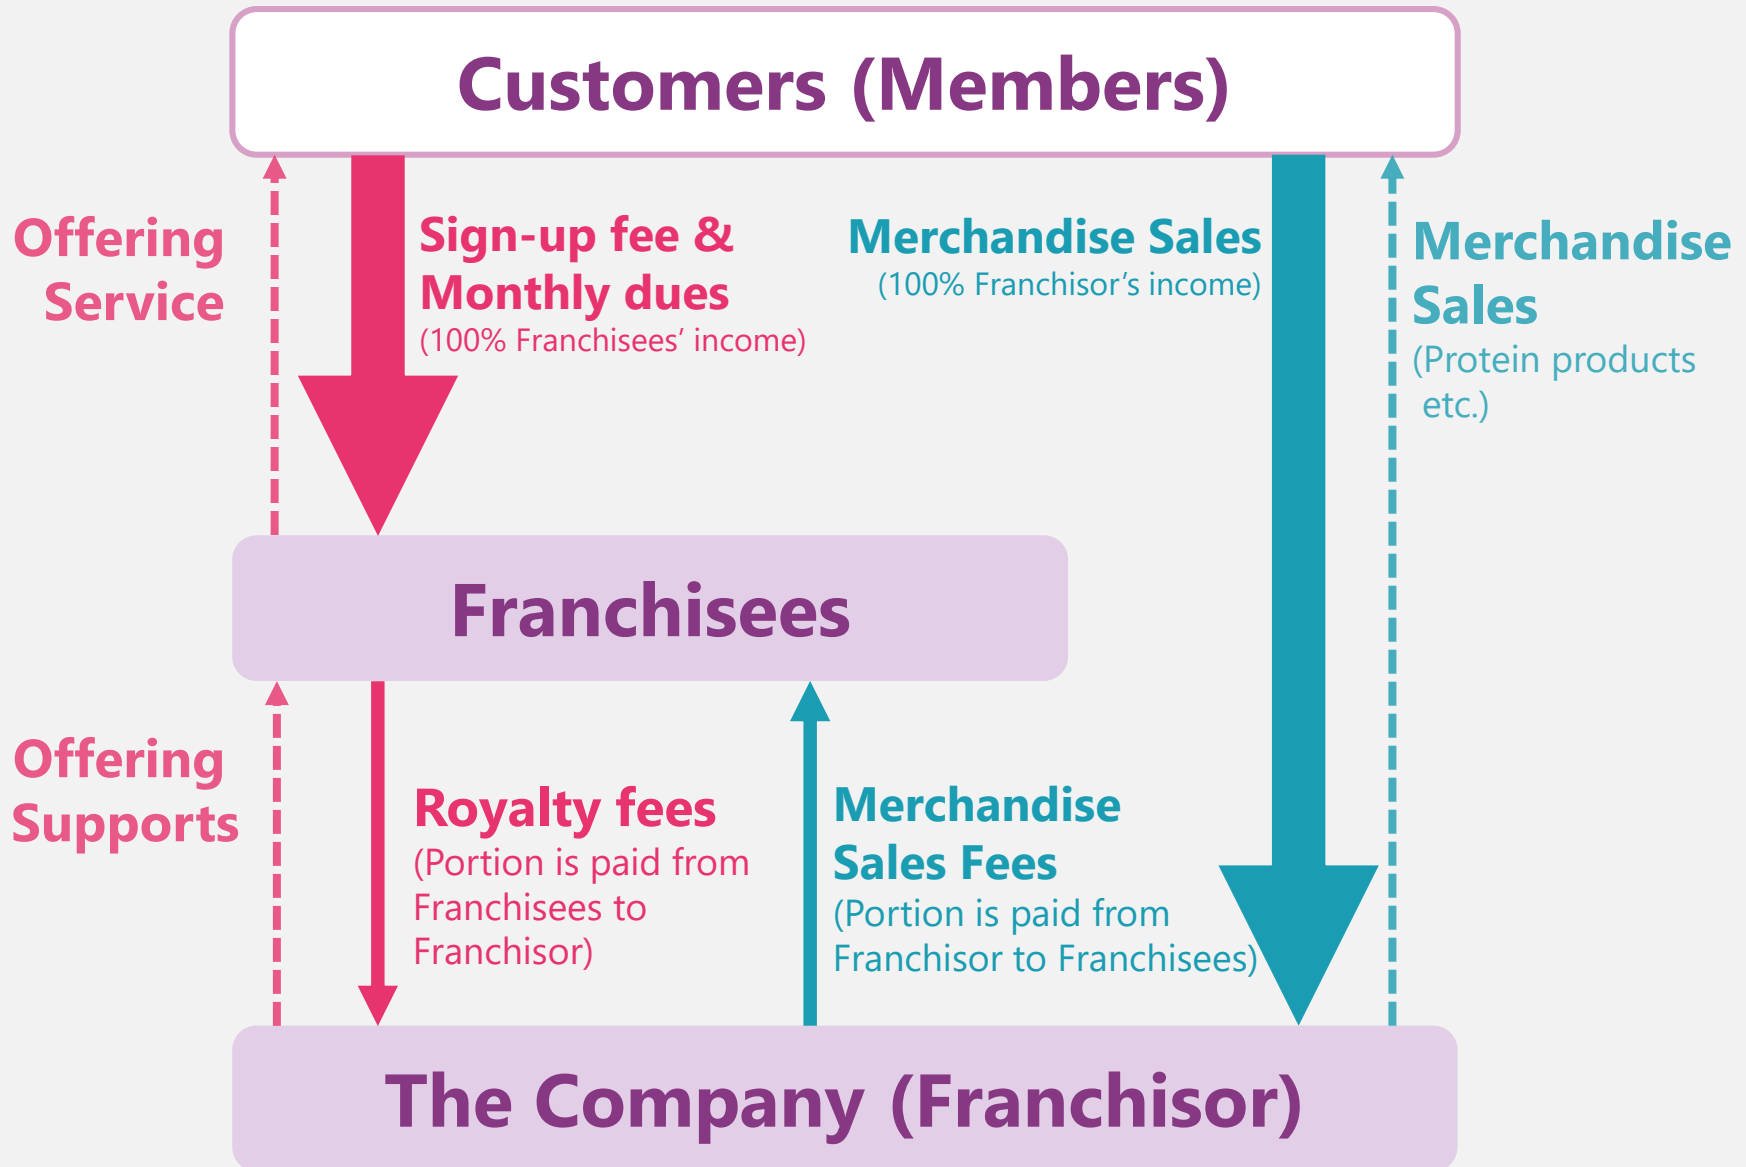 Customers (Members)
Offering
Service
Sign-up fee &
Monthly dues
(100% Franchisees’ income)
Merchandise Sales
(100% Franchisor’s income)
Merchandise
Sales
(Protein products
etc.)
Franchisees
Offering
Supports
Royalty fees
(Portion is paid from
Franchisees to
Franchisor)
Merchandise
Sales Fees
(Portion is paid from
Franchisor to Franchisees)
The Company (Franchisor)